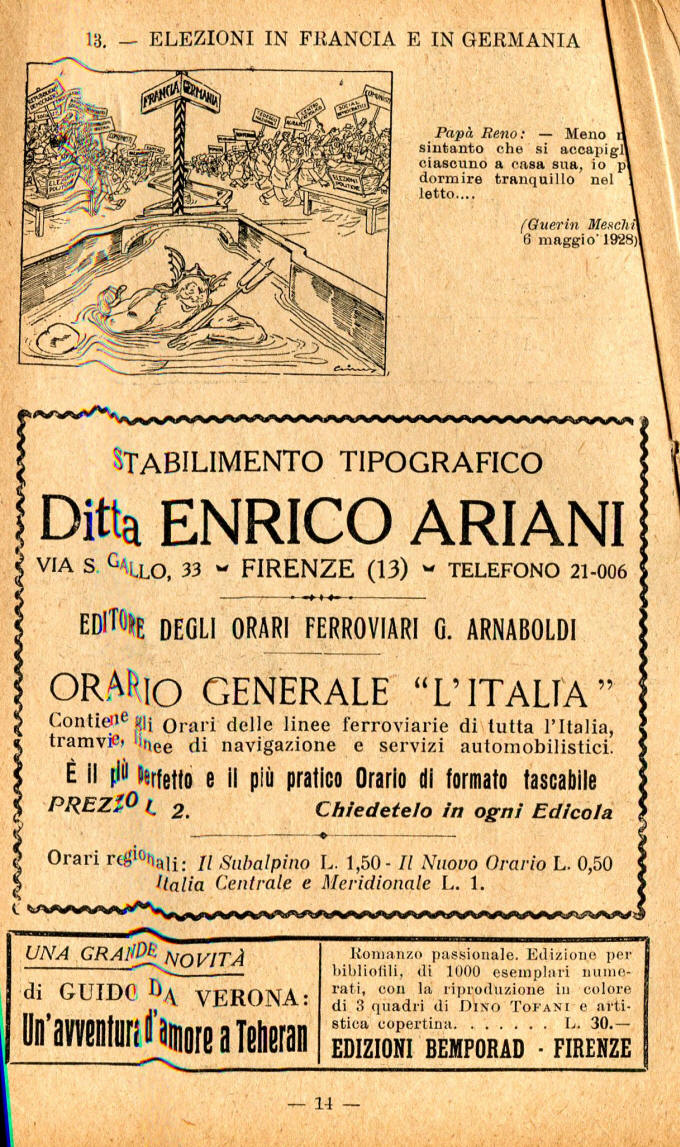 13. — ELEZIONI IN FRANCIA E IN GERMANIA
FRANCIA GERMANIA
COMUNISTI
SOCIAL
ELEZIONI
POLITICHE
Papà Reno: — Meno
sintanto che si accapigl
ciascuno a casa sua, io p
dormire tranquillo nel
letto....
(Guerin Meschi
6 maggio 1928)
STABILIMENTO TIPOGRAFICO
Ditta ENRICO ARIANI
VIA S. GALLO, 33 FIRENZE (13) TELEFONO 21-006
EDITORE DEGLI ORARI FERROVIARI G. ARNABOLDI
ORARIO GENERALE "L'ITALIA"
Contiene gli Orari delle linee ferroviarie di tutta l'Italia,
tramvie, linee di navigazione e servizi automobilistici.
È il più perfetto e il più pratico Orario di formato tascabile
PREZZO L. 2. Chiedetelo in ogni Edicola
Orari regionali: Il Subalpino L. 1,50 - Il Nuovo Orario L. 0,50
Italia Centrale e Meridionale L. 1.
UNA GRANDE NOVITÀ
di GUIDO DA VERONA:
Un'avventura d'amore a Teheran
Romanzo passionale. Edizione per
bibliofili, di 1000 esemplari nume-
rati, con la riproduzione in colore
di 3 quadri di DINO TOFANI e arti-
stica copertina. . . . . . . L. 30.—
EDIZIONI BEMPORAD - FIRENZE
— 14 —